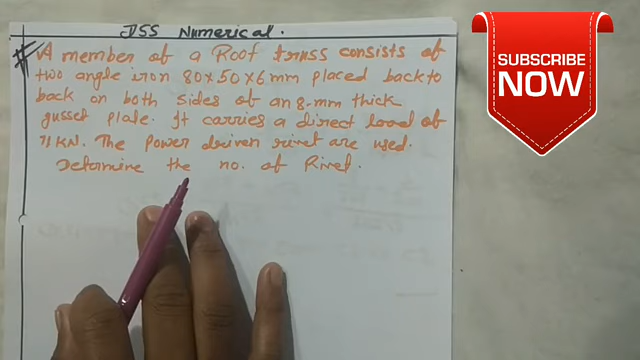 DSS Numerical.
A member of a Roof truss consists of
two angle iron 80×50×6mm placed back to
back on both sides of an 8-mm thick
gusset plate. It carries a direct load of
71 KN. The Power driven rivet are used.
Determine the no. of Rivet.
SUBSCRIBE
NOW